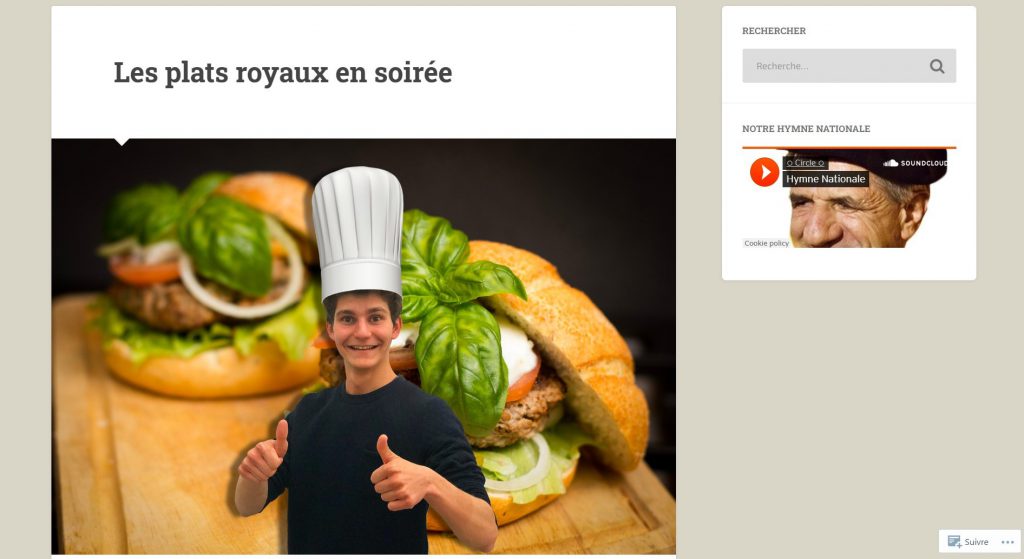 Les plats royaux en soirée
RECHERCHER
Recherche...
NOTRE HYMNE NATIONALE
○ Circle ○
Hymne Nationale
SOUNDCLOUD
Cookie policy
Suivre